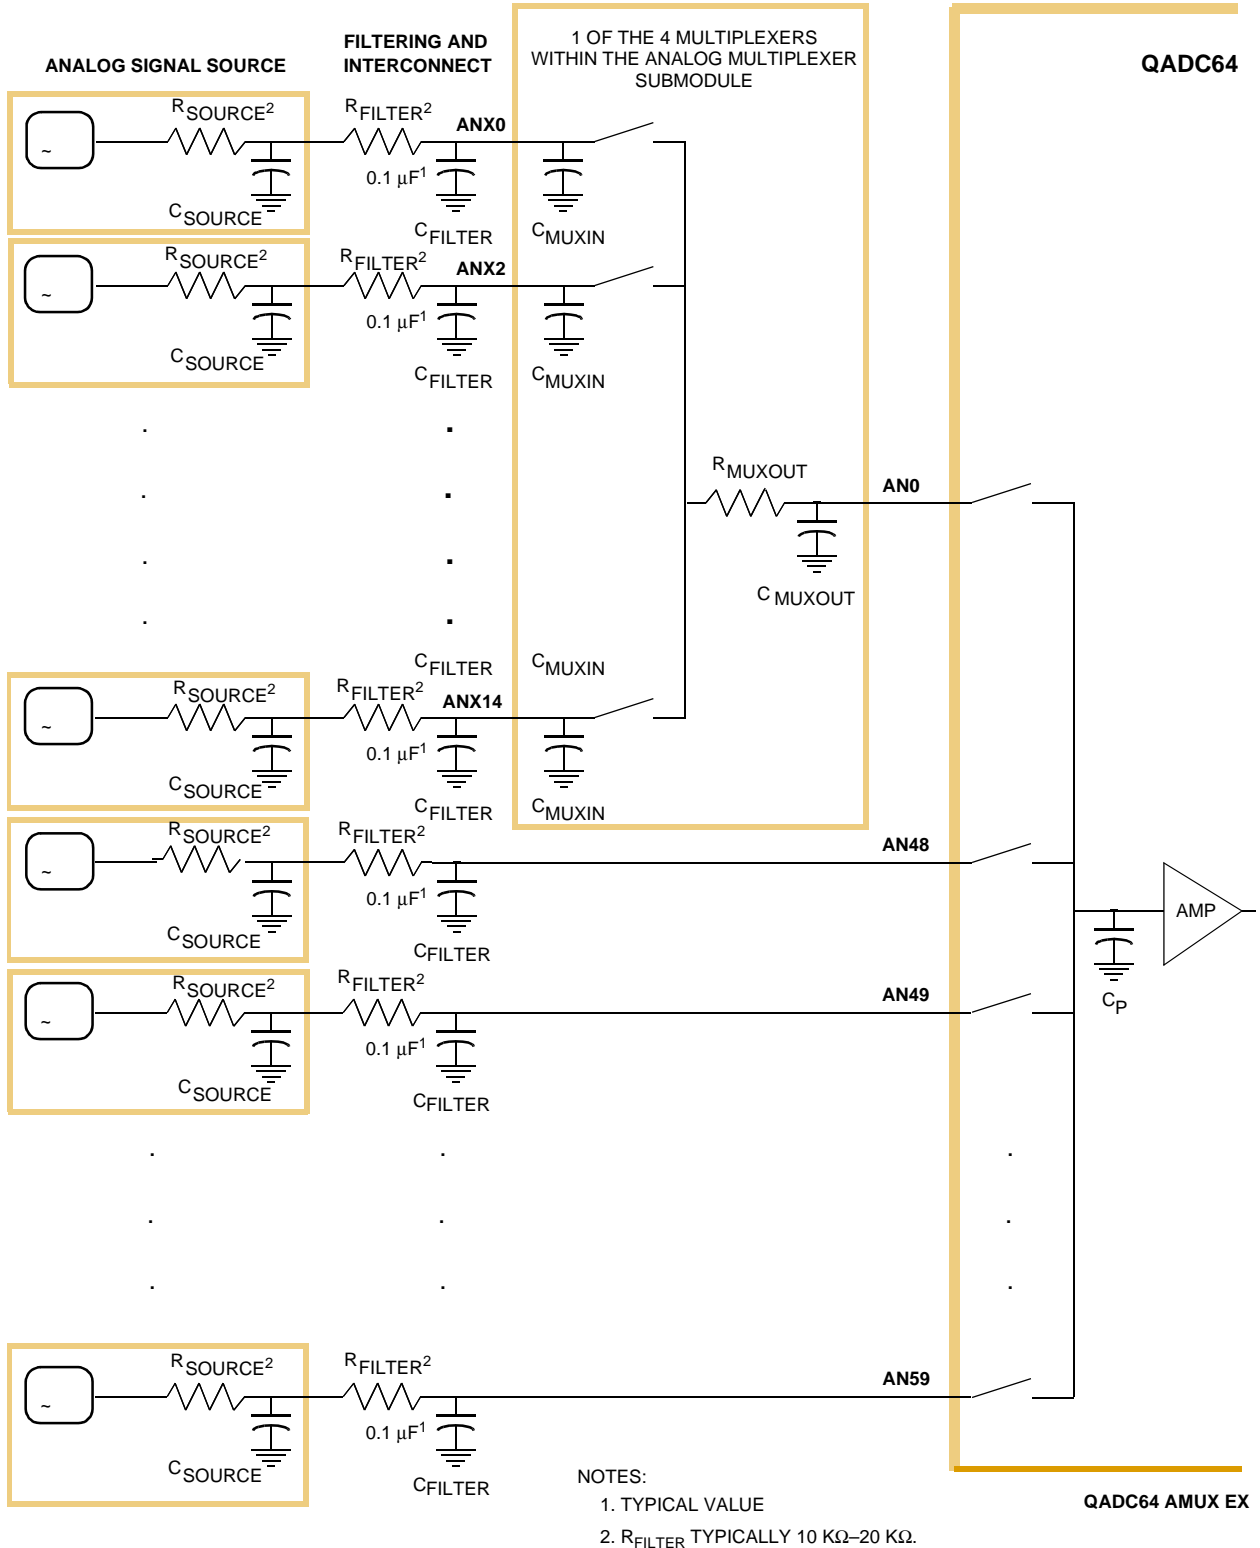 ANALOG SIGNAL SOURCE
FILTERING AND
INTERCONNECT
1 OF THE 4 MULTIPLEXERS
WITHIN THE ANALOG MULTIPLEXER
SUBMODULE
QADC64
~
RSOURCE2
CSOURCE
RFILTER2
0.1 μF1
ANX0
CFILTER
CMUXIN
~
RSOURCE2
CSOURCE
RFILTER2
0.1 μF1
ANX2
CFILTER
CMUXIN
RMUXOUT
C MUXOUT
AN0
CFILTER
CMUXIN
~
RSOURCE2
CSOURCE
RFILTER2
0.1 μF1
ANX14
CFILTER
CMUXIN
~
RSOURCE2
CSOURCE
RFILTER2
0.1 μF1
CFILTER
AN48
AMP
CP
~
RSOURCE2
CSOURCE
RFILTER2
0.1 μF1
CFILTER
AN49
~
RSOURCE2
CSOURCE
RFILTER2
0.1 μF1
CFILTER
AN59
NOTES:
1. TYPICAL VALUE
2. RFILTER TYPICALLY 10 KΩ–20 KΩ.
QADC64 AMUX EX